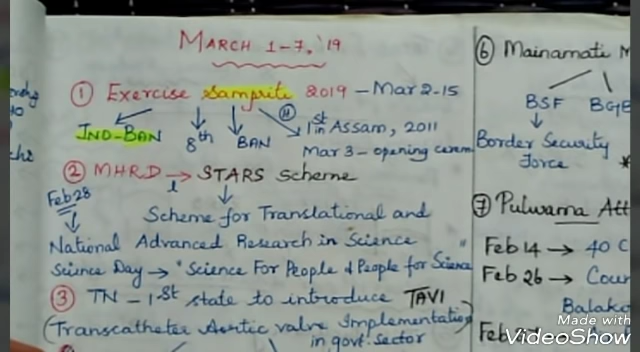 MARCH 1-7, '19
① Exercise Sampriti 2019 - Mar 2-15
IND-BAN 8th BAN 1st in Assam, 2011
Mar 3 - opening cerem
② MHRD → STARS Scheme
Feb 28
Scheme for Translational and
National Advanced Research in Science
Science Day → "Science For People & People for Science"
③ TN - 1st state to introduce TAVI
(Transcatheter Aortic valve Implementation)
in govt. sector
⑥ Mainamati M
BSF BGB
Border Security
Force
⑦ Pulwama Att
Feb 14 → 40 C
Feb 26 → Coun
Balako
Feb
Made with
VideoShow